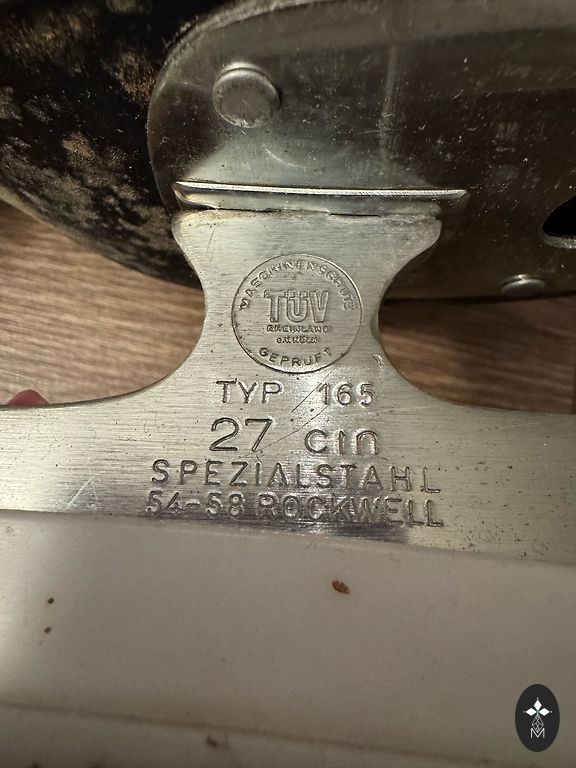 MASCHINENSCHUTZ
TÜV
RHEINLAND
GEPRÜFT
TYP 165
27 cm
SPEZIALSTAHL
54-58 ROCKWELL
M